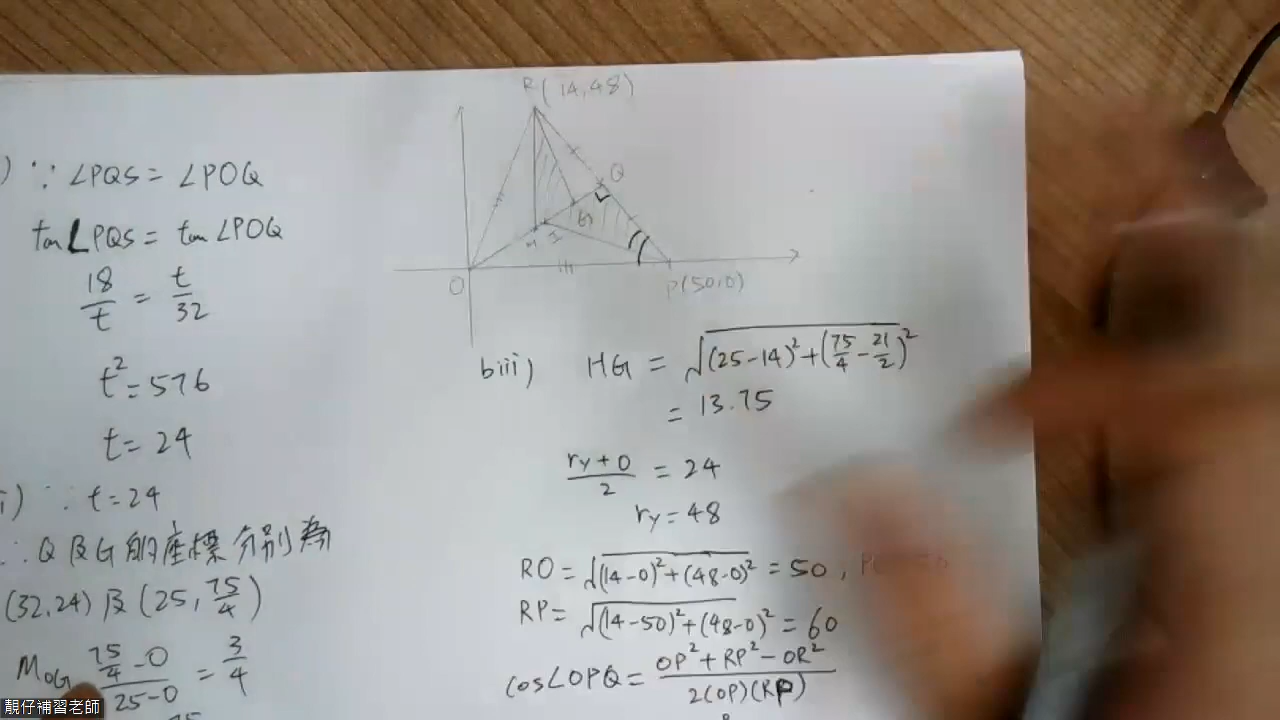 ) ∵ ∠PQS = ∠POQ
tan∠PQS = tan∠POQ
18/t = t/32
t² = 576
t = 24
i) ∵ t = 24
∴ Q及G的座標分別為
(32,24)及(25, 75/4)
M_OG (75/4 - 0)/(25 - 0) = 3/4
R(14,48)
Q
G
H
I
O
P(50,0)
biii) HG = √((25-14)² + (75/4 - 21/2)²)
= 13.75
(ry + 0)/2 = 24
ry = 48
RO = √((14-0)² + (48-0)²) = 50,
RP = √((14-50)² + (48-0)²) = 60
cos∠OPQ = (OP² + RP² - OR²)/(2(OP)(RP))
靚仔補習老師